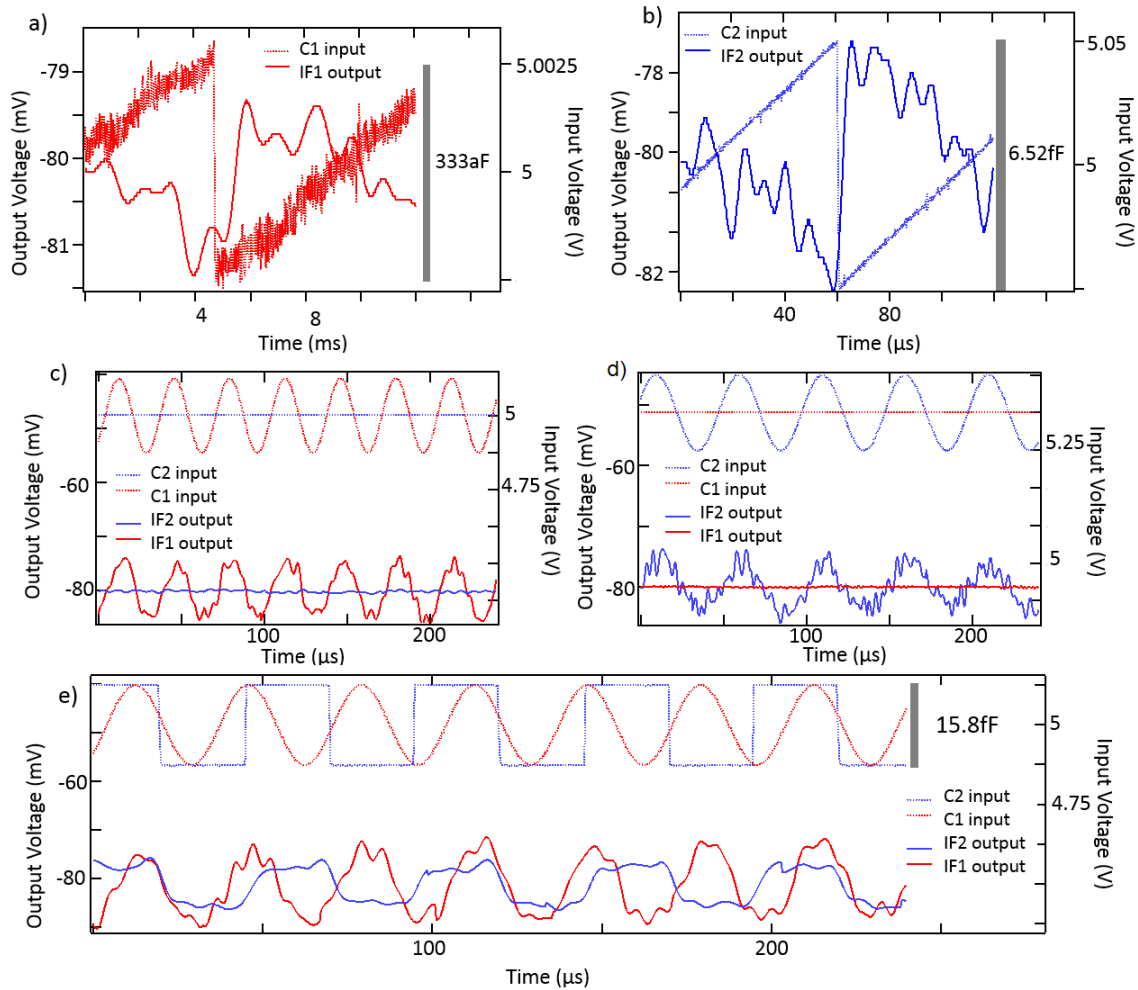 a)
C1 input
IF1 output
-79
-80
-81
Output Voltage (mV)
4
8
Time (ms)
333aF
5.0025
5
Input Voltage
(V)
b)
C2 input
IF2 output
-78
-80
-82
Output Voltage (mV)
40
80
Time (µs)
6.52fF
5.05
5
Input Voltage
(V)
c)
C2 input
C1 input
IF2 output
IF1 output
-60
-80
Output Voltage (mV)
100
200
Time (µs)
5
4.75
Input Voltage (V)
d)
C2 input
C1 input
IF2 output
IF1 output
-60
-80
Output Voltage (mV)
100
200
Time (µs)
5.25
5
Input Voltage (V)
e)
15.8fF
C2 input
C1 input
IF2 output
IF1 output
-60
-80
Output Voltage (mV)
100
200
Time (µs)
5
4.75
Input Voltage (V)